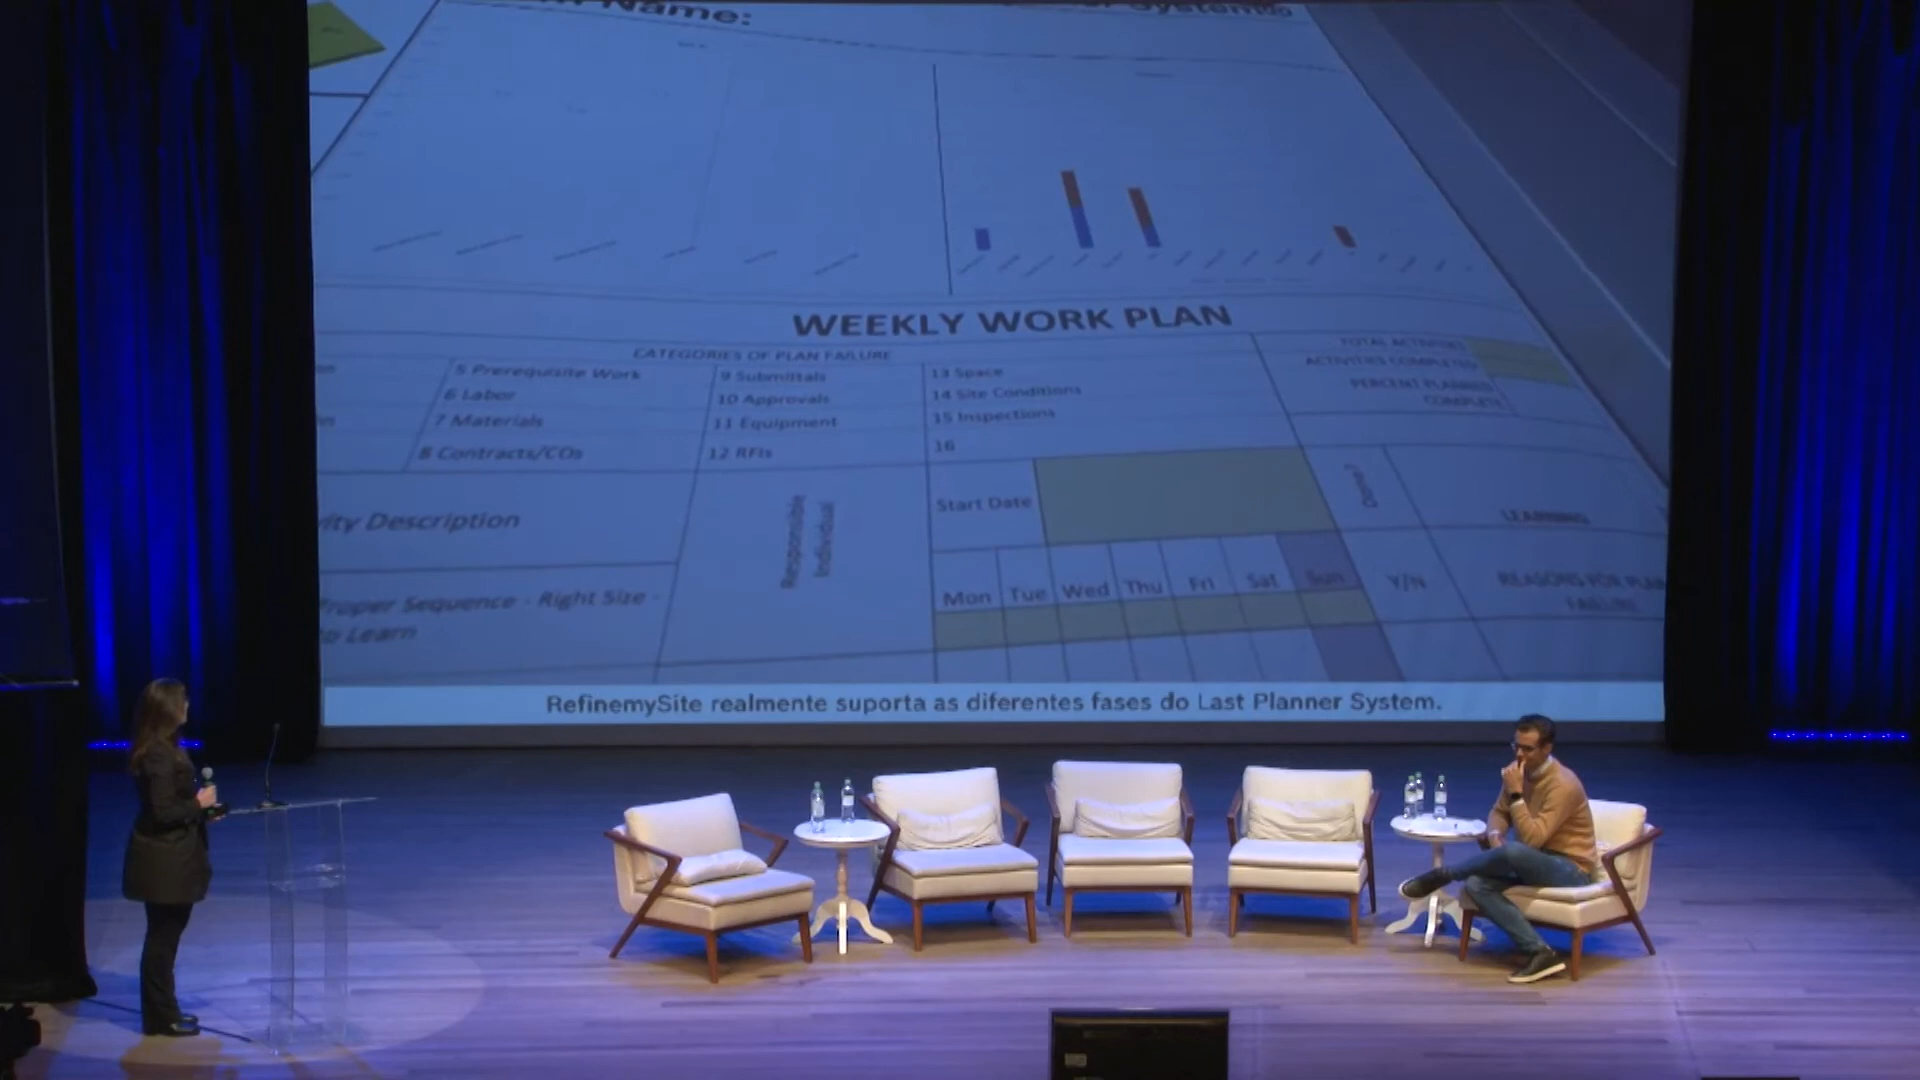 Name:
WEEKLY WORK PLAN
CATEGORIES OF PLAN FAILURE
5 Prerequisite Work
9 Submittals
13 Space
6 Labor
10 Approvals
14 Site Conditions
7 Materials
11 Equipment
15 Inspections
8 Contracts/COs
12 RFIs
16
TOTAL ACTIVITIES
ACTIVITIES COMPLETED
PERCENT PLANNED
COMPLETE
Description
Responsible
Individual
Start Date
LEARNING
Mon Tue Wed Thu Fri Sat Sun
Y/N
REASONS FOR PLAN
FAILURE
Proper Sequence - Right Size -
to Learn
RefinemySite realmente suporta as diferentes fases do Last Planner System.